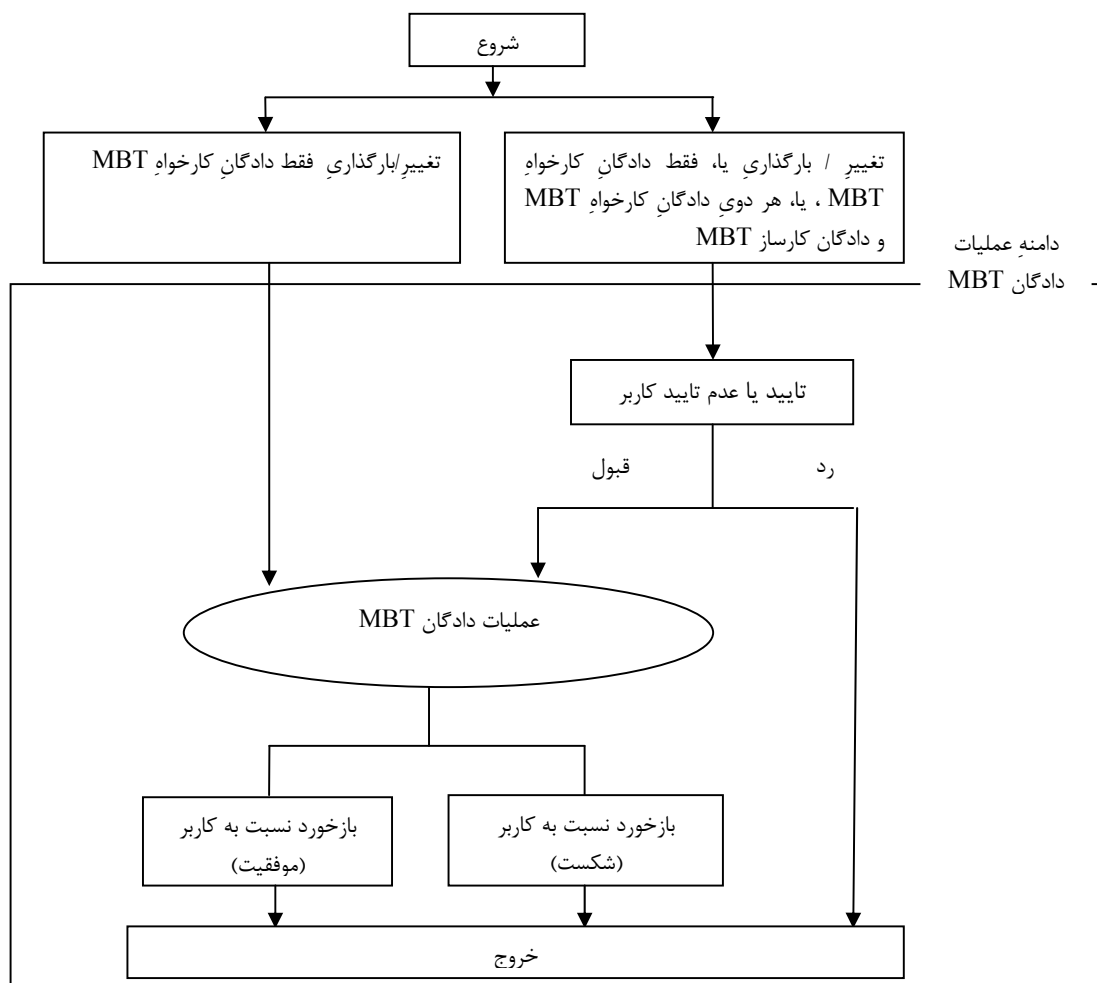 شروع
تغییرِ / بارگذاریِ یا، فقط دادگانِ کارخواهِ
MBT ، یا، هر دویِ دادگانِ کارخواهِ MBT
و دادگان کارساز MBT
تغییرِ/بارگذاریِ فقط دادگانِ کارخواهِ MBT
دامنهِ عملیات
دادگان MBT
تایید یا عدم تایید کاربر
رد
قبول
عملیات دادگان MBT
بازخورد نسبت به کاربر
(شکست)
بازخورد نسبت به کاربر
(موفقیت)
خروج